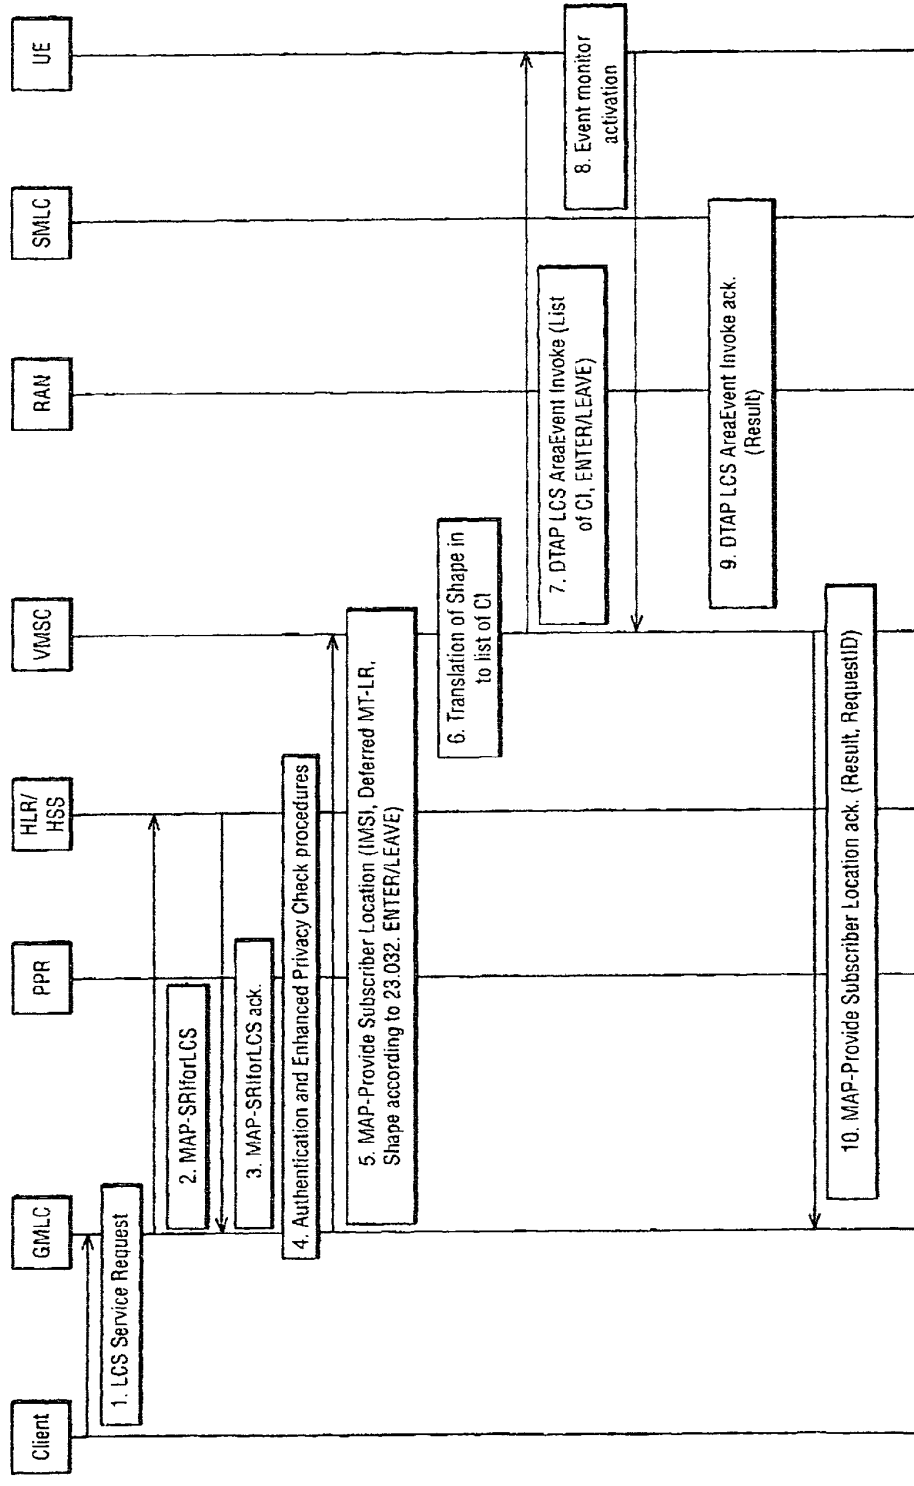 Client
GMLC
PPR
HLR/
HSS
VMSC
RAN
SMLC
UE
1. LCS Service Request
2. MAP-SRIforLCS
3. MAP-SRIforLCS ack.
4. Authentication and Enhanced Privacy Check procedures
5. MAP-Provide Subscriber Location (IMSI, Deferred MT-LR,
Shape according to 23.032. ENTER/LEAVE)
6. Translation of Shape in
to list of CI
7. DTAP LCS AreaEvent Invoke (List
of CI, ENTER/LEAVE)
8. Event monitor
activation
9. DTAP LCS AreaEvent Invoke ack.
(Result)
10. MAP-Provide Subscriber Location ack. (Result, RequestID)